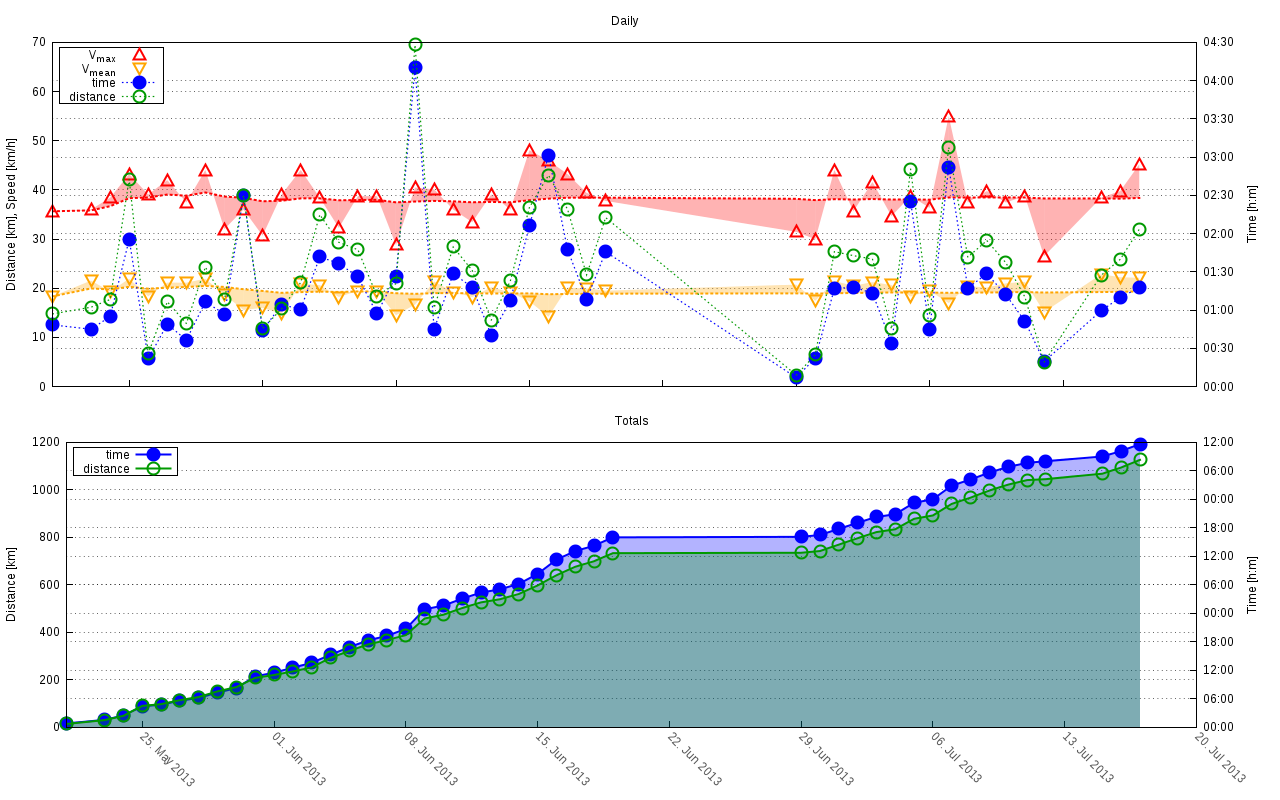 Daily
70 04:30
Vmax
Vmean
time
distance
60 04:00
50 03:30
40 03:00
30 02:30
20 02:00
10 01:30
0 01:00
00:30
00:00
Distance [km], Speed [km/h]
Time [h:m]
Totals
1200 12:00
time
distance
1000 06:00
800 00:00
600 18:00
400 12:00
200 06:00
0 00:00
18:00
12:00
06:00
00:00
Distance [km]
Time [h:m]
25. May 2013
01. Jun 2013
08. Jun 2013
15. Jun 2013
22. Jun 2013
29. Jun 2013
06. Jul 2013
13. Jul 2013
20. Jul 2013